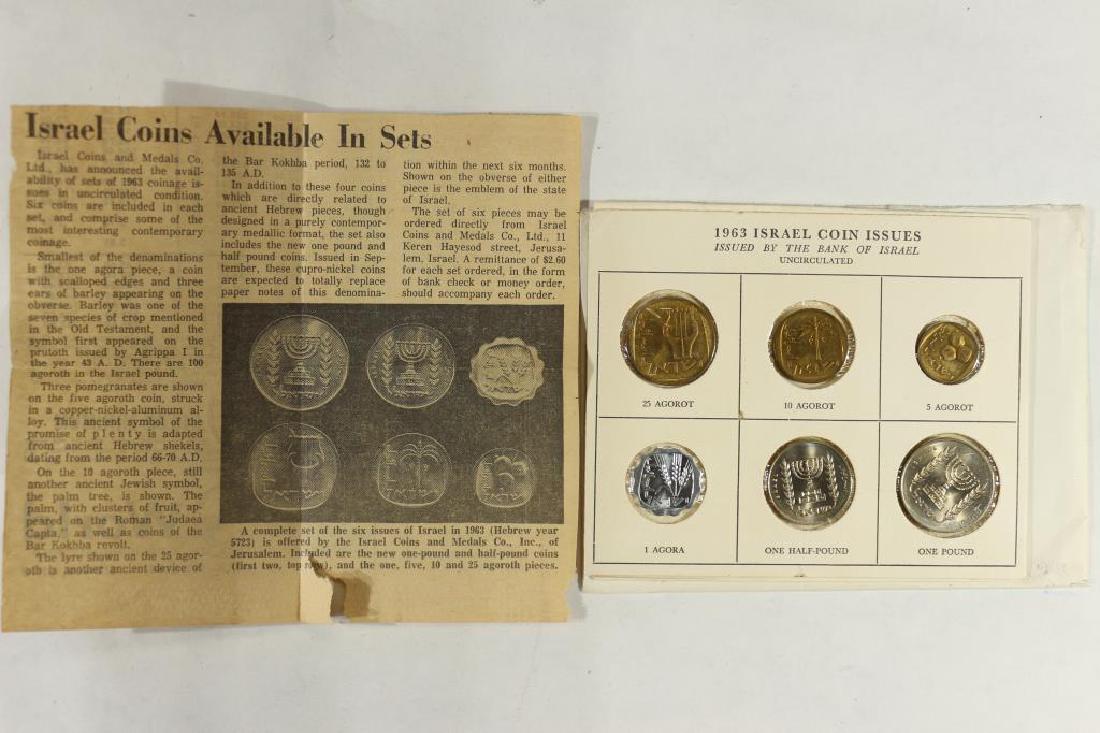 Israel Coins Available In Sets
Israel Coins and Medals Co.
Ltd., has announced the avail-
ability of sets of 1963 coinage is-
sues in uncirculated condition.
Six coins are included in each
set, and comprise some of the
most interesting contemporary
coinage.
Smallest of the denominations
is the one agora piece, a coin
with scalloped edges and three
ears of barley appearing on the
obverse. Barley was one of the
seven species of crop mentioned
in the Old Testament, and the
symbol first appeared on the
prutoth issued by Agrippa I in
the year 43 A. D. There are 100
agoroth in the Israel pound.
Three pomegranates are shown
on the five agoroth coin, struck
in a copper-nickel-aluminum al-
loy. This ancient symbol of the
promise of plenty is adapted
from ancient Hebrew shekels,
dating from the period 66-70 A.D.
On the 10 agoroth piece, still
another ancient Jewish symbol,
the palm tree, is shown. The
palm, with clusters of fruit, ap-
peared on the Roman "Judaea
Capta," as well as coins of the
Bar Kokhba revolt.
The lyre shown on the 25 agor-
oth is another ancient device of
the Bar Kokhba period, 132 to
135 A.D.
In addition to these four coins
which are directly related to
ancient Hebrew pieces, though
designed in a purely contempor-
ary medallic format, the set also
includes the new one pound and
half pound coins. Issued in Sep-
tember, these cupro-nickel coins
are expected to totally replace
paper notes of this denomina-
tion within the next six months.
Shown on the obverse of either
piece is the emblem of the state
of Israel.
The set of six pieces may be
ordered directly from Israel
Coins and Medals Co., Ltd., 11
Keren Hayesod street, Jerusa-
lem, Israel. A remittance of $2.60
for each set ordered, in the form
of bank check or money order,
should accompany each order.
A complete set of the six issues of Israel in 1963 (Hebrew year
5723) is offered by the Israel Coins and Medals Co., Inc., of
Jerusalem. Included are the new one-pound and half-pound coins
(first two, top row), and the one, five, 10 and 25 agoroth pieces.
1963 ISRAEL COIN ISSUES
ISSUED BY THE BANK OF ISRAEL
UNCIRCULATED
25 AGOROT
10 AGOROT
5 AGOROT
1 AGORA
ONE HALF-POUND
ONE POUND